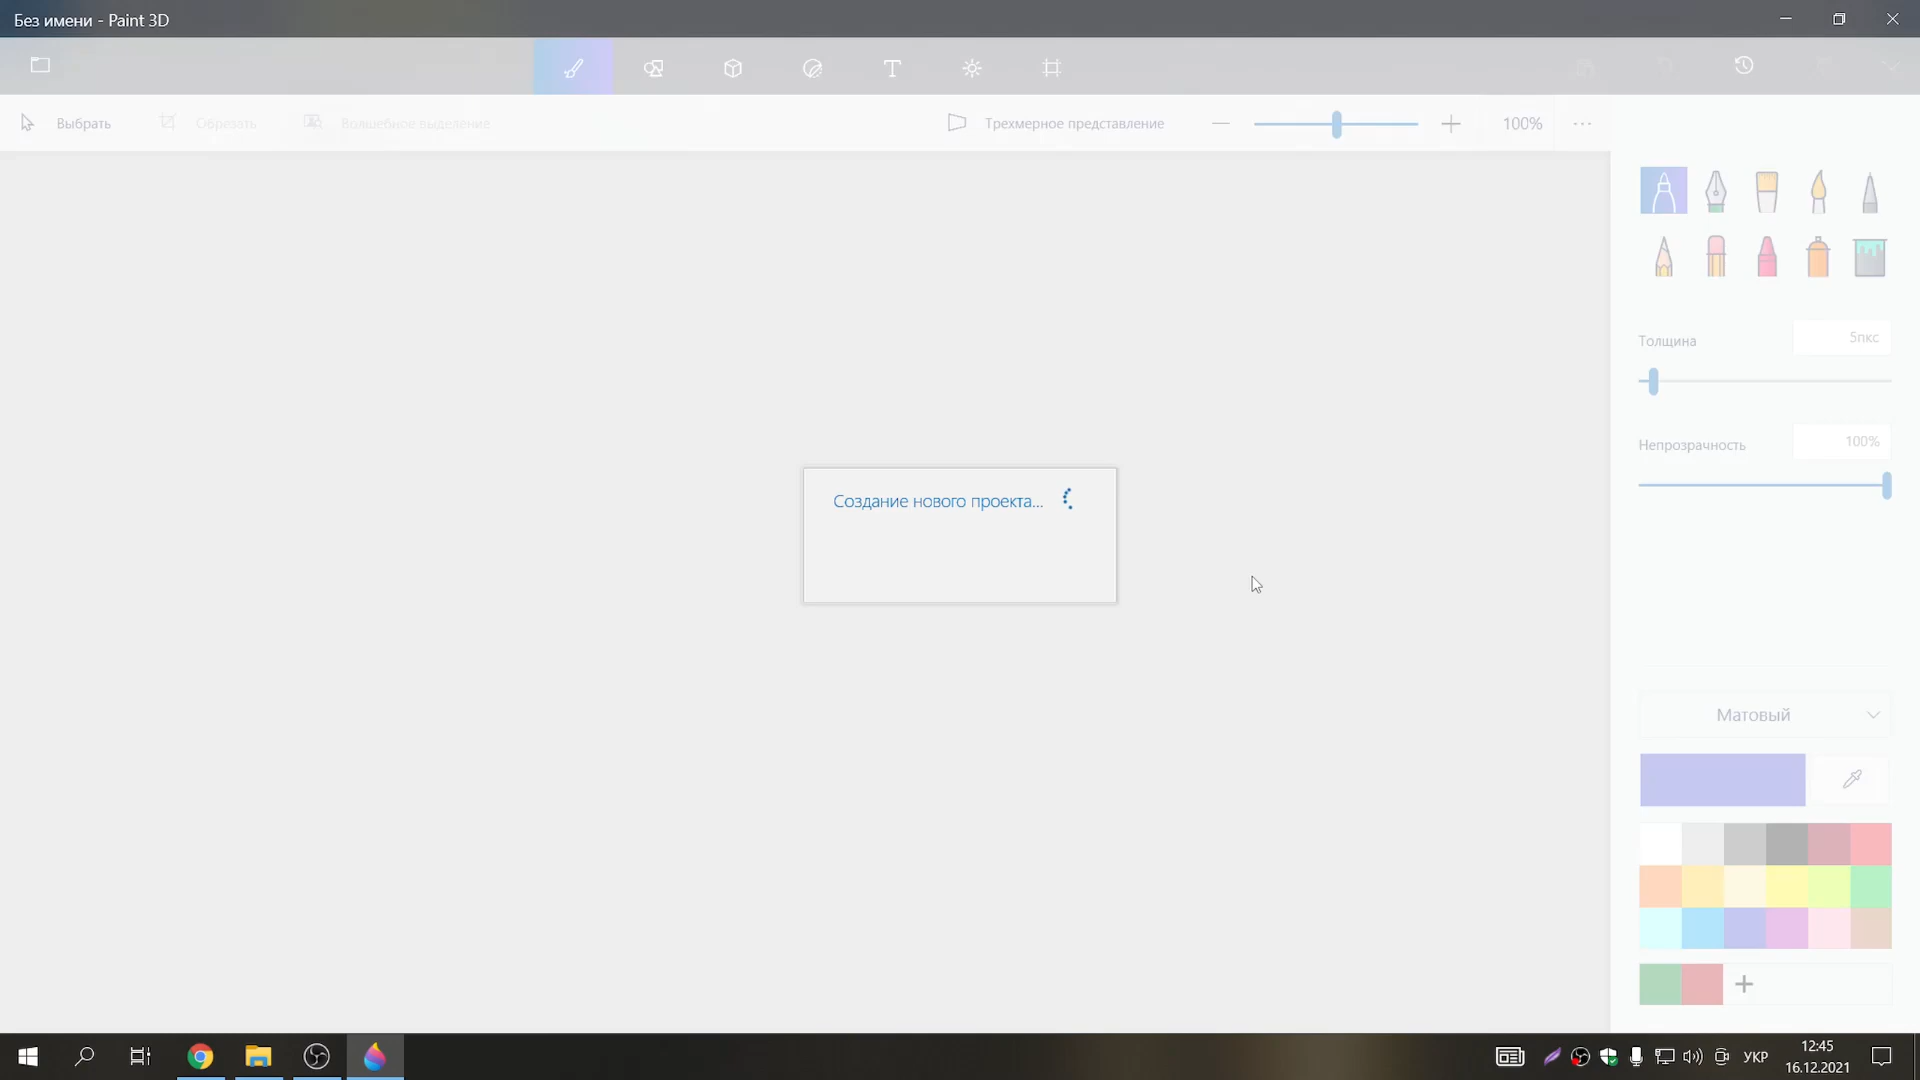 Без имени - Paint 3D
Выбрать
Обрезать
Волшебное выделение
Трехмерное представление
100%
Толщина
5пкс
Непрозрачность
100%
Создание нового проекта...
Матовый
УКР
12:45
16.12.2021